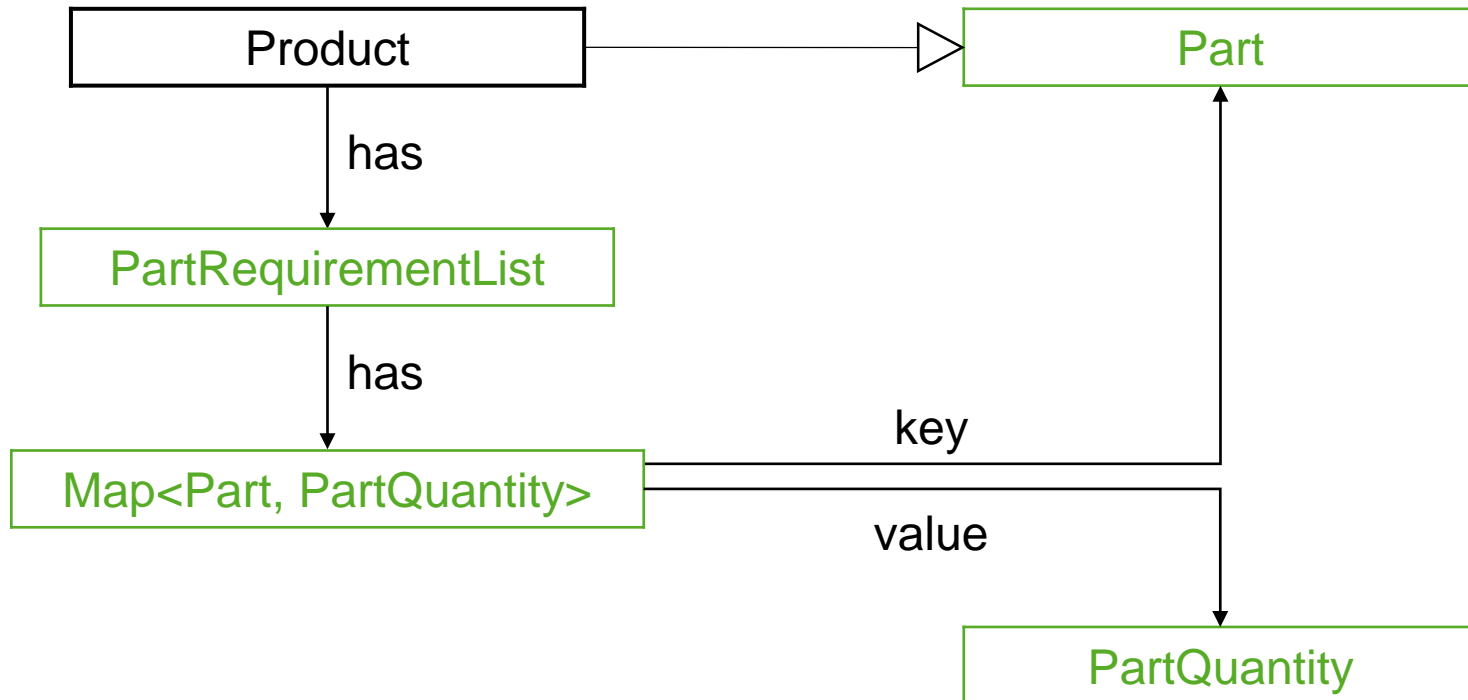 Product
Part
has
PartRequirementList
has
key
Map<Part, PartQuantity>
value
PartQuantity